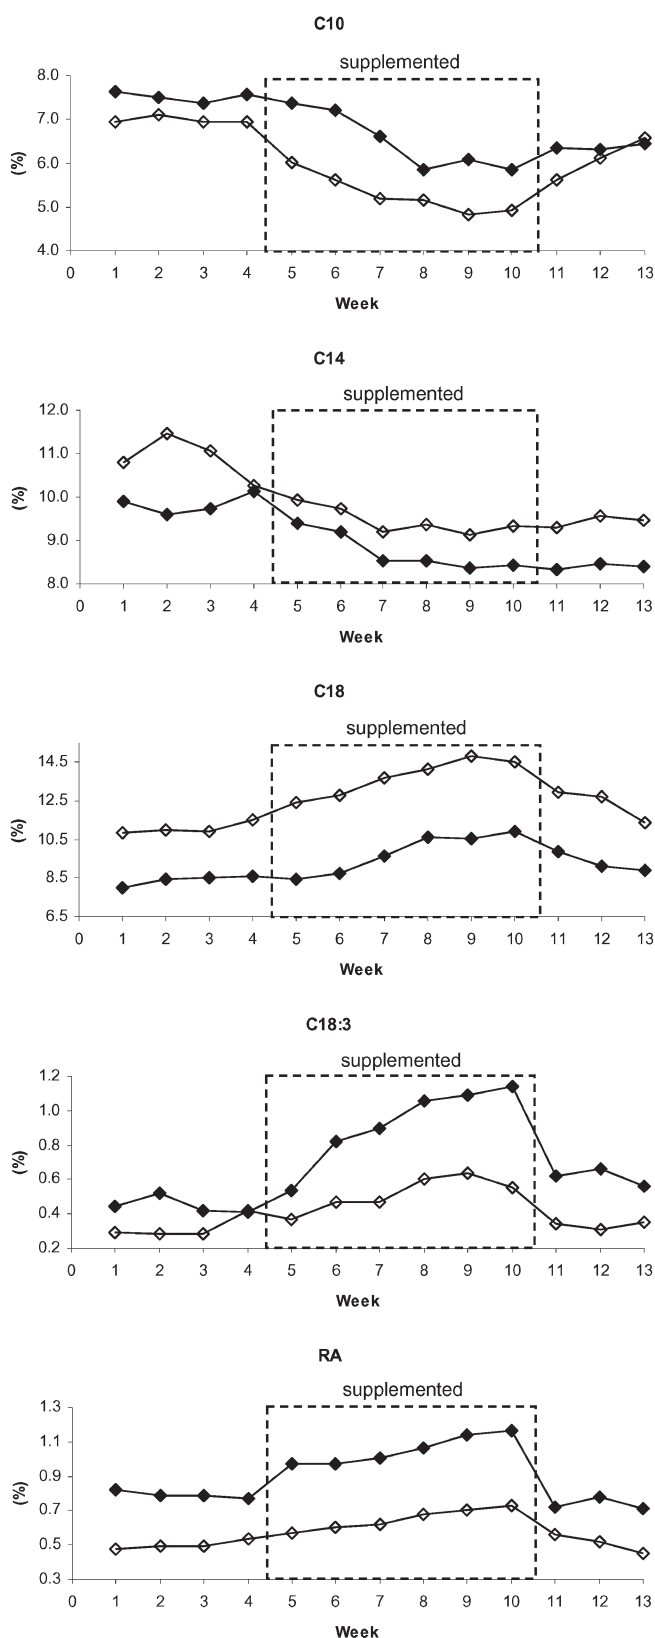 C10
supplemented
8.0
7.0
6.0
5.0
4.0
(%)
0 1 2 3 4 5 6 7 8 9 10 11 12 13
Week
C14
supplemented
12.0
11.0
10.0
9.0
8.0
(%)
0 1 2 3 4 5 6 7 8 9 10 11 12 13
Week
C18
supplemented
14.5
12.5
10.5
8.5
6.5
(%)
0 1 2 3 4 5 6 7 8 9 10 11 12 13
Week
C18:3
supplemented
1.2
1.0
0.8
0.6
0.4
0.2
(%)
0 1 2 3 4 5 6 7 8 9 10 11 12 13
Week
RA
supplemented
1.3
1.1
0.9
0.7
0.5
0.3
(%)
0 1 2 3 4 5 6 7 8 9 10 11 12 13
Week